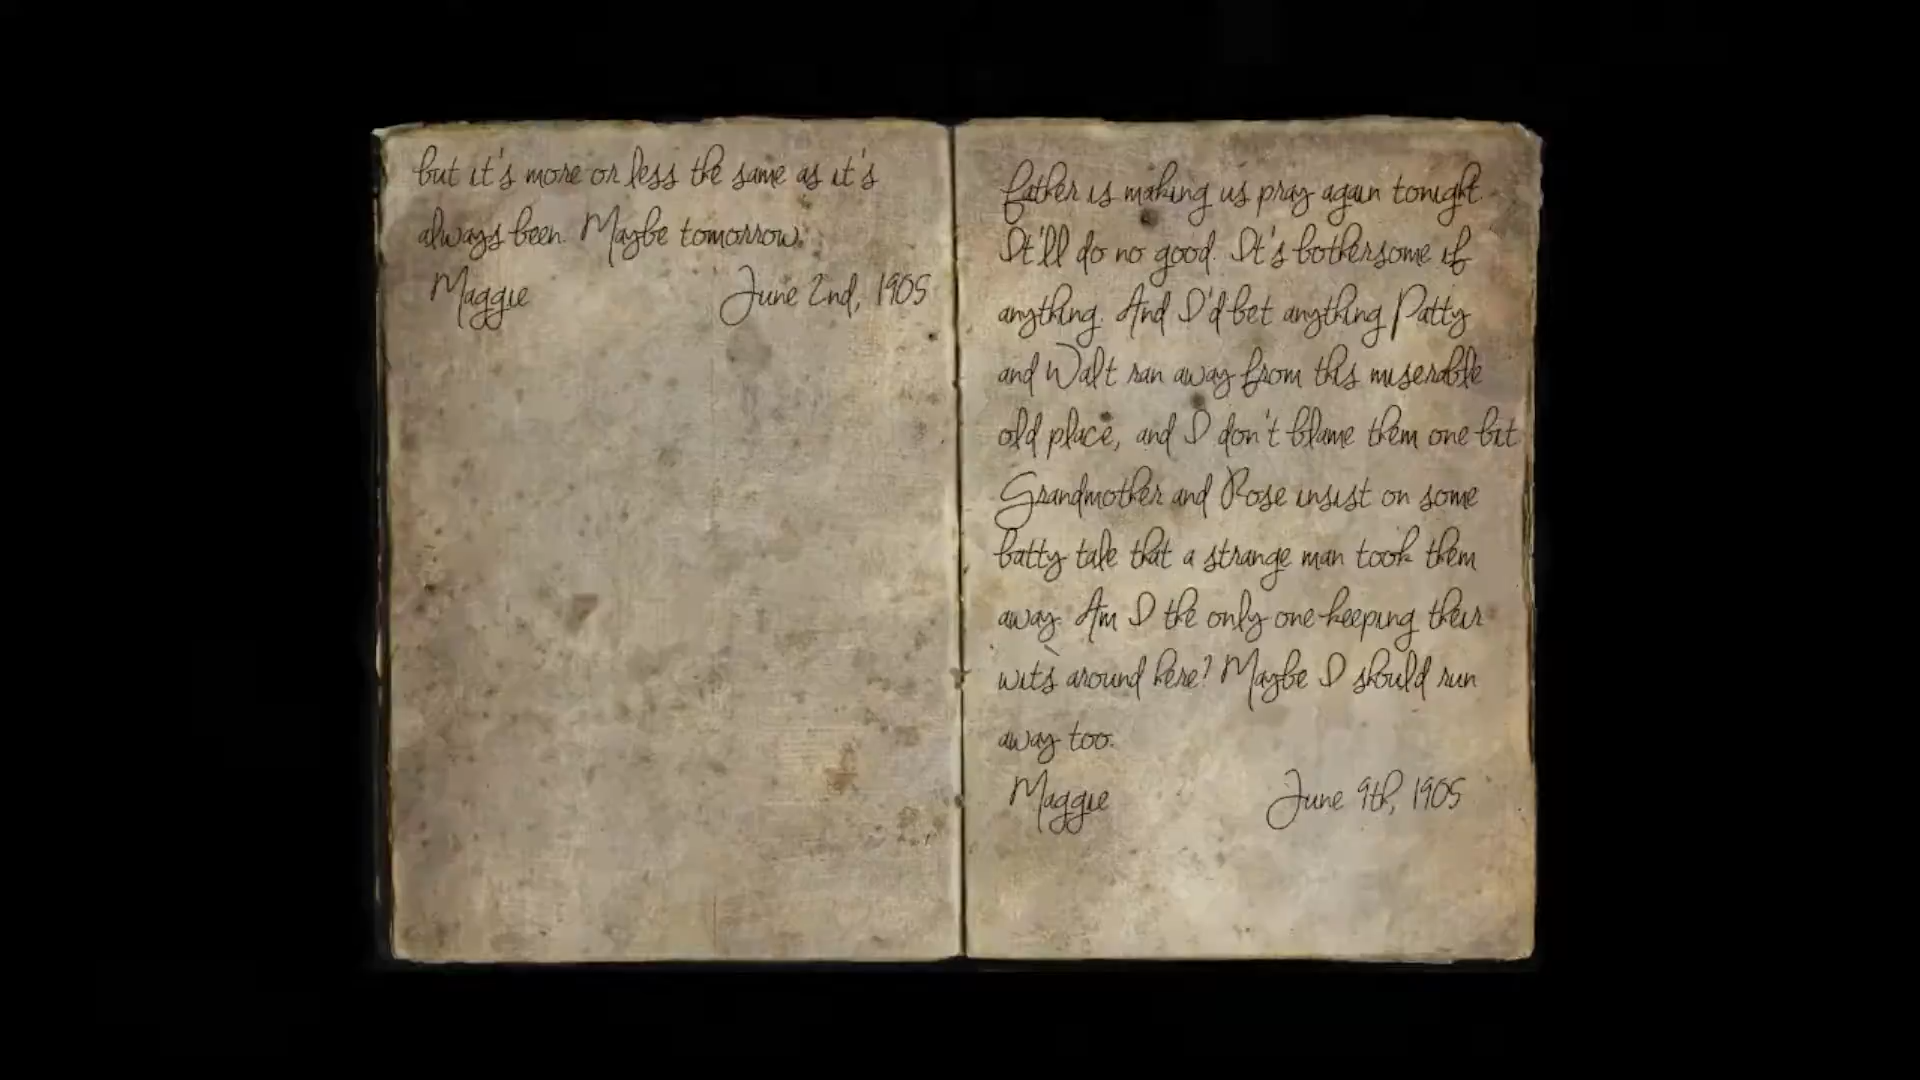 but it's more or less the same as it's
always been. Maybe tomorrow.
Maggie June 2nd, 1905
Father is making us pray again tonight.
It'll do no good. It's bothersome if
anything. And I'd bet anything Patty
and Walt ran away from this miserable
old place, and I don't blame them one bit.
Grandmother and Rose insist on some
batty tale that a strange man took them
away. Am I the only one keeping their
wits around here? Maybe I should run
away too.
Maggie June 9th, 1905